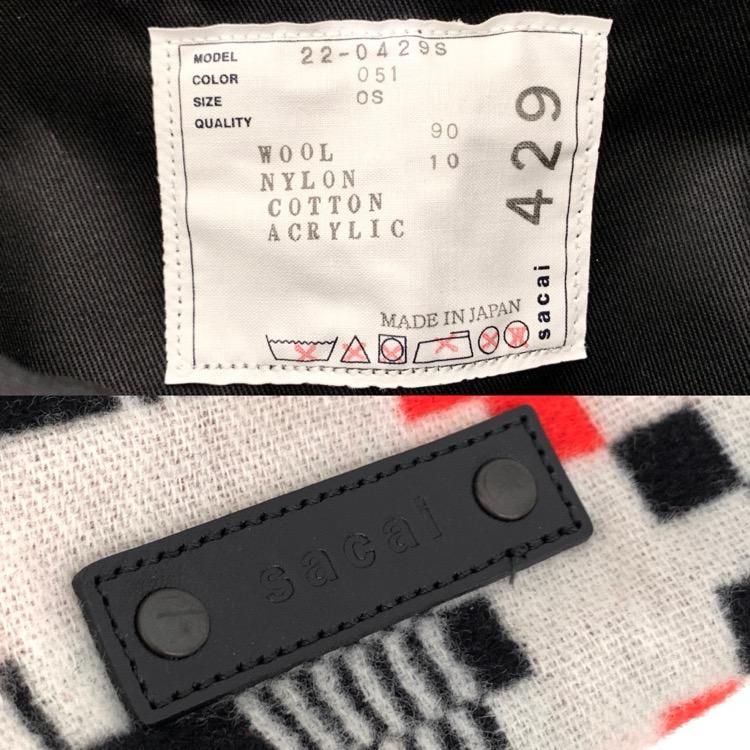 MODEL 22-0429S
COLOR 051
SIZE OS
QUALITY
WOOL 90
NYLON 10
COTTON
ACRYLIC
MADE IN JAPAN
sacai
429
sacai